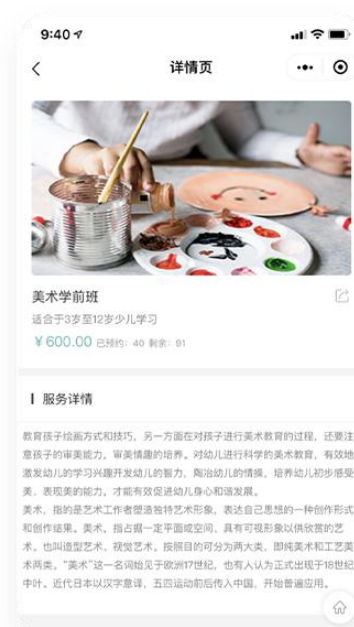 9:40
详情页
美术学前班
适合于3岁至12岁少儿学习
￥600.00 已预约：40 剩余：91
服务详情
教育孩子绘画方式和技巧，另一方面在对孩子进行美术教育的过程，还要注
意孩子的审美能力，审美情趣的培养。对幼儿进行科学的美术教育，有效地
激发幼儿的学习兴趣开发幼儿的智力，陶冶幼儿的情操，培养幼儿初步感受
美、表现美的能力，才能有效促进幼儿身心和谐发展。
美术，指的是艺术工作者塑造独特艺术形象，表达自己思想的一种创作形式
和创作结果。美术，指占据一定平面或空间、具有可视形象以供欣赏的艺
术，也叫造型艺术、视觉艺术，按照目的可分为两大类，即纯美术和工艺美
术两类。“美术”这一名词始见于欧洲17世纪，也有人认为正式出现于18世纪
中叶。近代日本以汉字意译，五四运动前后传入中国，开始普遍应用。